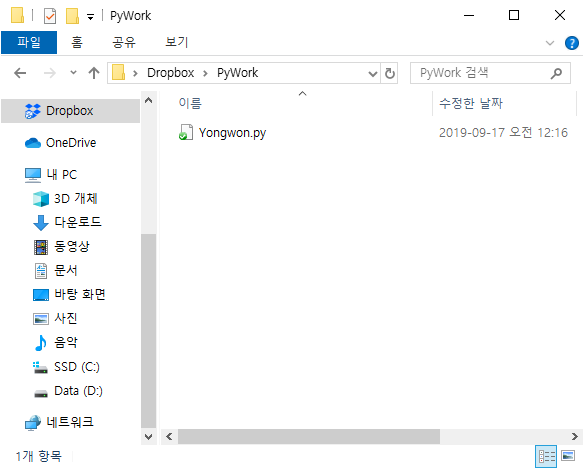 PyWork
파일 홈 공유 보기
Dropbox PyWork PyWork 검색
이름 수정한 날짜
Yongwon.py 2019-09-17 오전 12:16
Dropbox
OneDrive
내 PC
3D 개체
다운로드
동영상
문서
바탕 화면
사진
음악
SSD (C:)
Data (D:)
네트워크
1개 항목